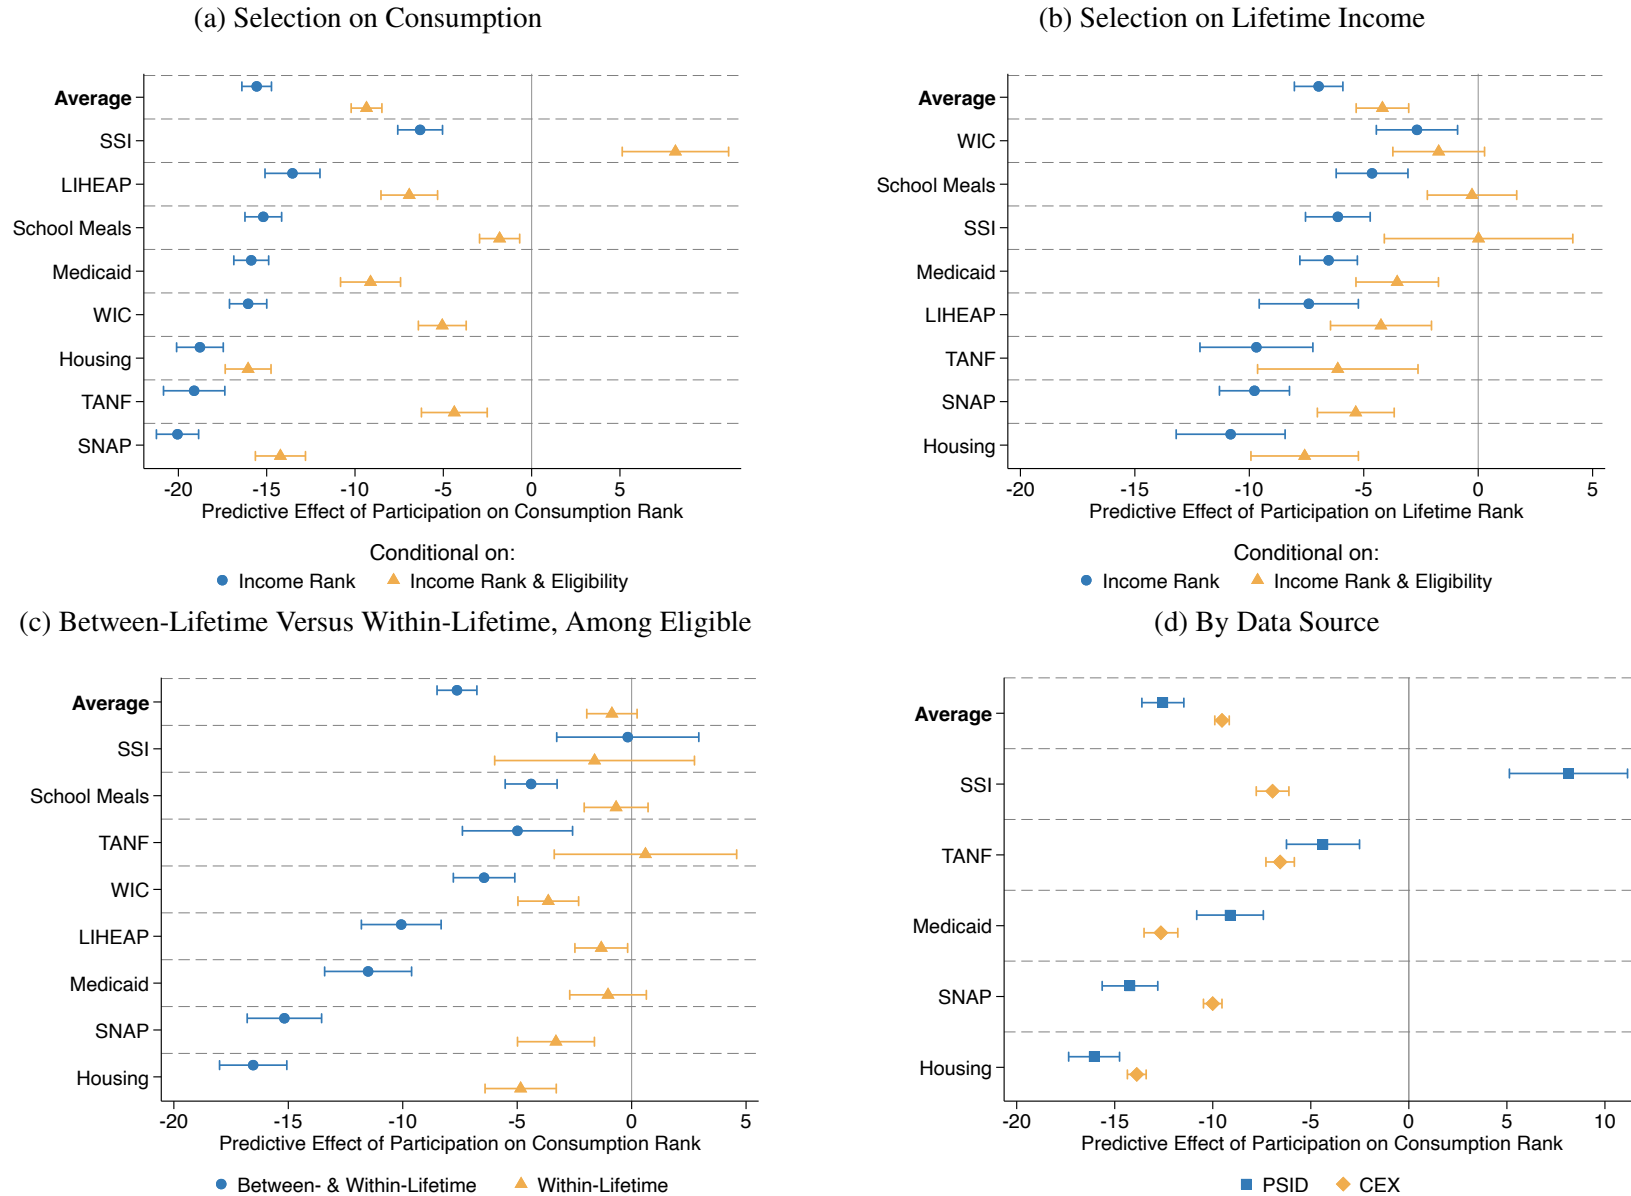 (a) Selection on Consumption
Average
SSI
LIHEAP
School Meals
Medicaid
WIC
Housing
TANF
SNAP
-20 -15 -10 -5 0 5
Predictive Effect of Participation on Consumption Rank
Conditional on:
Income Rank Income Rank & Eligibility
(b) Selection on Lifetime Income
Average
WIC
School Meals
SSI
Medicaid
LIHEAP
TANF
SNAP
Housing
-20 -15 -10 -5 0 5
Predictive Effect of Participation on Lifetime Rank
Conditional on:
Income Rank Income Rank & Eligibility
(c) Between-Lifetime Versus Within-Lifetime, Among Eligible
Average
SSI
School Meals
TANF
WIC
LIHEAP
Medicaid
SNAP
Housing
-20 -15 -10 -5 0 5
Predictive Effect of Participation on Consumption Rank
Between- & Within-Lifetime Within-Lifetime
(d) By Data Source
Average
SSI
TANF
Medicaid
SNAP
Housing
-20 -15 -10 -5 0 5 10
Predictive Effect of Participation on Consumption Rank
PSID CEX